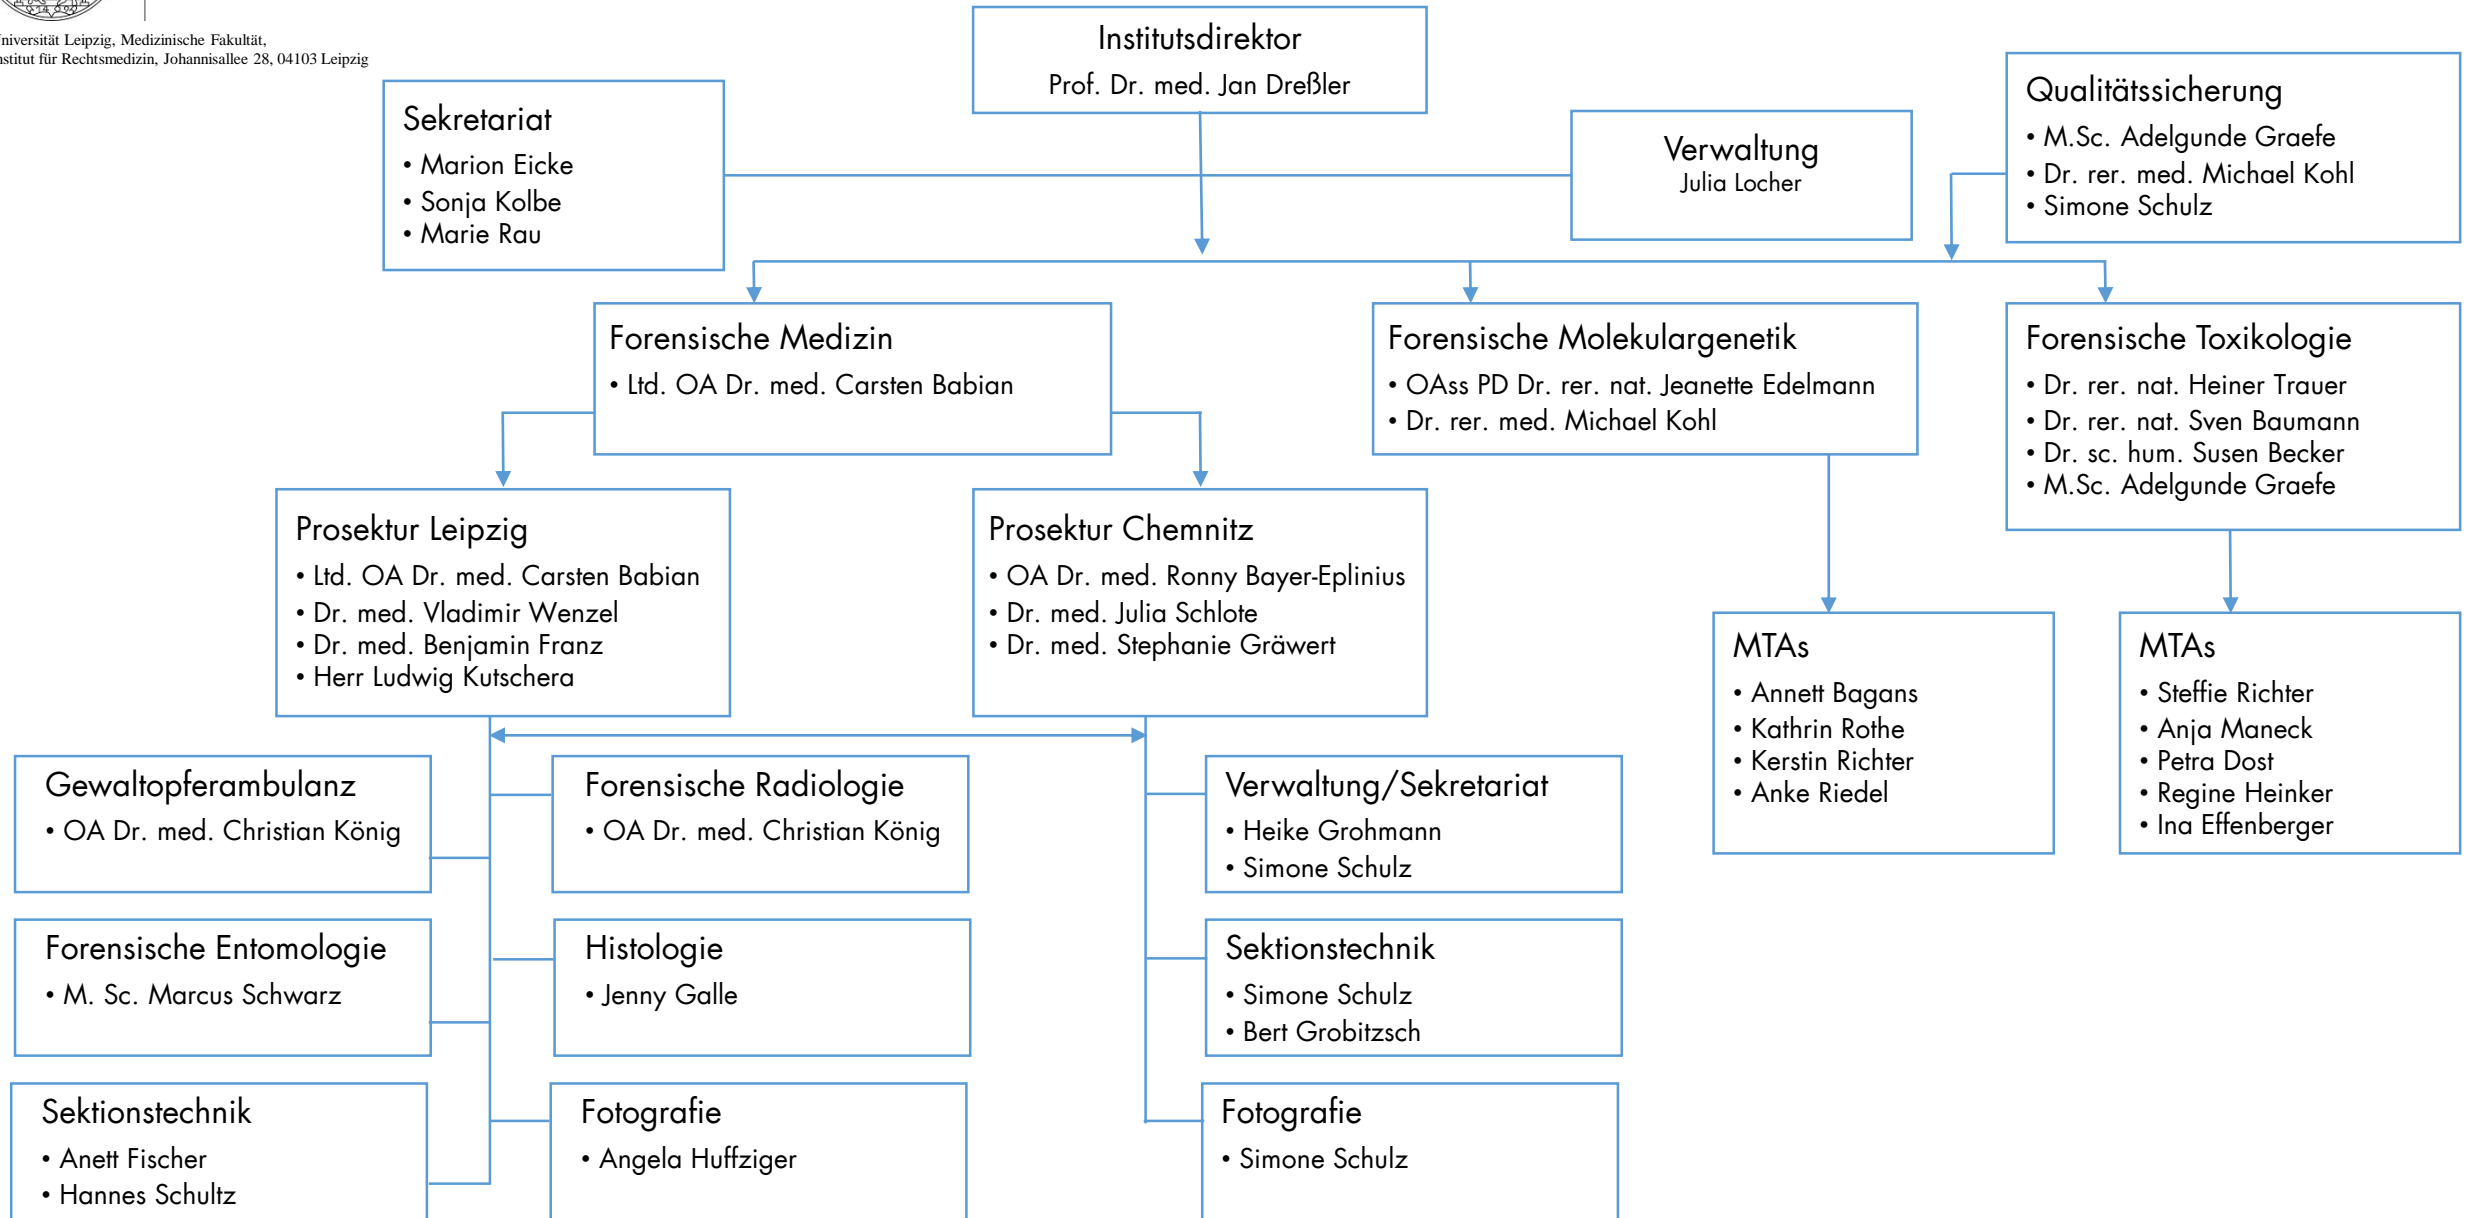 Universität Leipzig, Medizinische Fakultät,
Institut für Rechtsmedizin, Johannisallee 28, 04103 Leipzig
Institutsdirektor
Prof. Dr. med. Jan Dreßler
Sekretariat
• Marion Eicke
• Sonja Kolbe
• Marie Rau
Verwaltung
Julia Locher
Qualitätssicherung
• M.Sc. Adelgunde Graefe
• Dr. rer. med. Michael Kohl
• Simone Schulz
Forensische Medizin
• Ltd. OA Dr. med. Carsten Babian
Forensische Molekulargenetik
• OAss PD Dr. rer. nat. Jeanette Edelmann
• Dr. rer. med. Michael Kohl
Forensische Toxikologie
• Dr. rer. nat. Heiner Trauer
• Dr. rer. nat. Sven Baumann
• Dr. sc. hum. Susen Becker
• M.Sc. Adelgunde Graefe
Prosektur Leipzig
• Ltd. OA Dr. med. Carsten Babian
• Dr. med. Vladimir Wenzel
• Dr. med. Benjamin Franz
• Herr Ludwig Kutschera
Prosektur Chemnitz
• OA Dr. med. Ronny Bayer-Eplinius
• Dr. med. Julia Schlote
• Dr. med. Stephanie Gräwert
MTAs
• Annett Bagans
• Kathrin Rothe
• Kerstin Richter
• Anke Riedel
MTAs
• Steffie Richter
• Anja Maneck
• Petra Dost
• Regine Heinker
• Ina Effenberger
Gewaltopferambulanz
• OA Dr. med. Christian König
Forensische Radiologie
• OA Dr. med. Christian König
Verwaltung/Sekretariat
• Heike Grohmann
• Simone Schulz
Forensische Entomologie
• M. Sc. Marcus Schwarz
Histologie
• Jenny Galle
Sektionstechnik
• Simone Schulz
• Bert Grobitzsch
Sektionstechnik
• Anett Fischer
• Hannes Schultz
Fotografie
• Angela Huffziger
Fotografie
• Simone Schulz